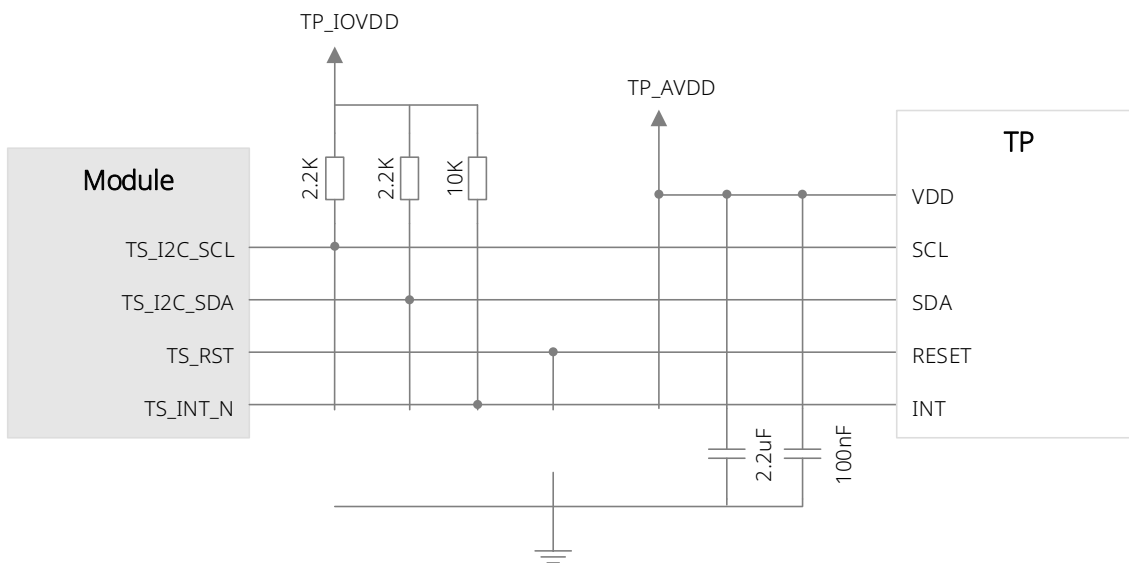 TP_IOVDD
TP_AVDD
TP
Module
2.2K
2.2K
10K
VDD
TS_I2C_SCL
SCL
TS_I2C_SDA
SDA
TS_RST
RESET
TS_INT_N
INT
2.2uF
100nF